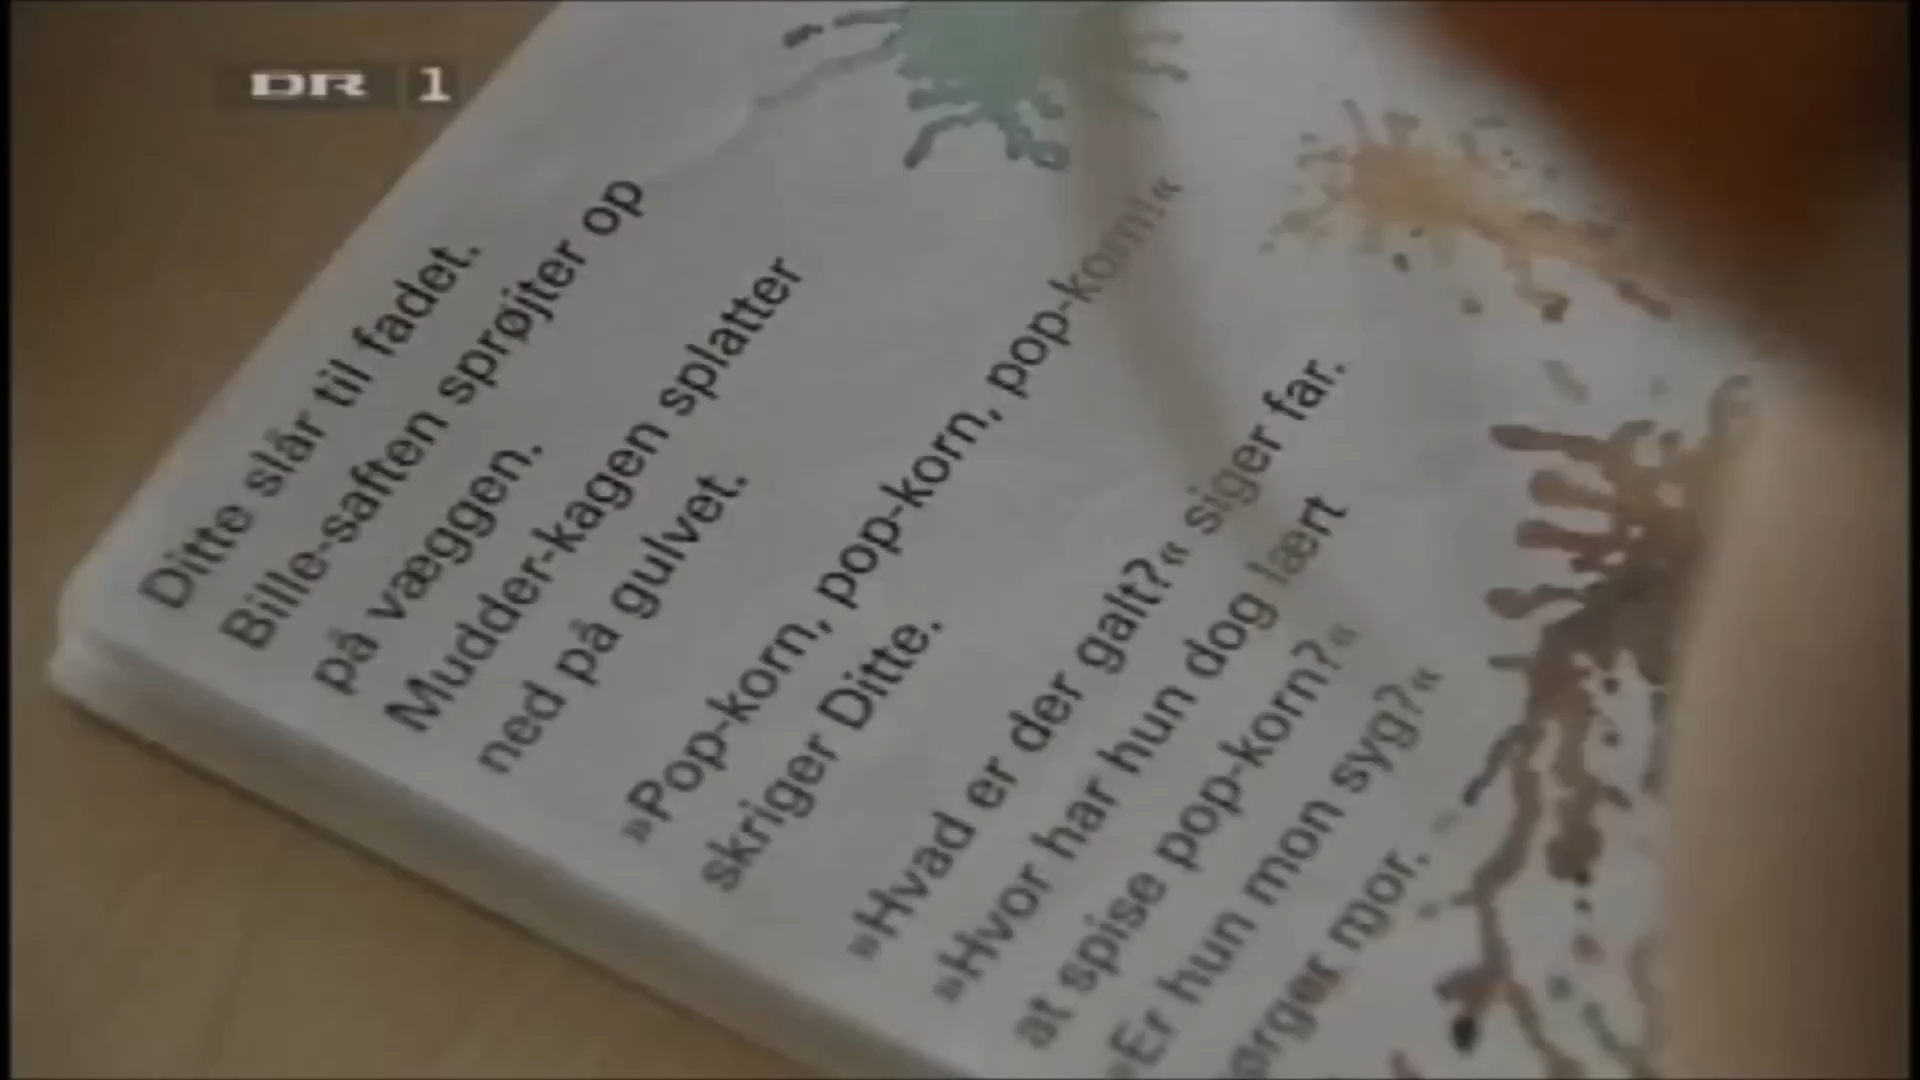 DR 1
Ditte slår til fadet.
Bille-saften sprøjter op
på væggen.
Mudder-kagen splatter
ned på gulvet.
»Pop-korn, pop-korn, pop-korn!«
skriger Ditte.
»Hvad er der galt?« siger far.
»Hvor har hun dog lært
at spise pop-korn?«
»Er hun mon syg?«
ørger mor.